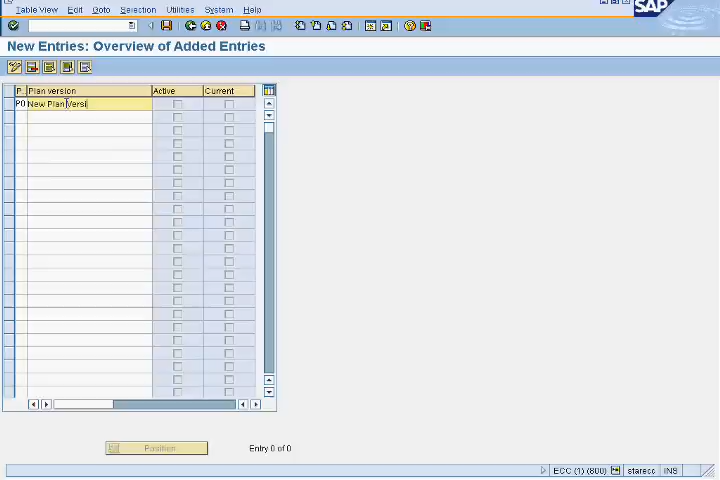 Table View Edit Goto Selection Utilities System Help
SAP
New Entries: Overview of Added Entries
P.. Plan version Active Current
P0 New Plan Versi
Position Entry 0 of 0
ECC (1) (800) starecc INS